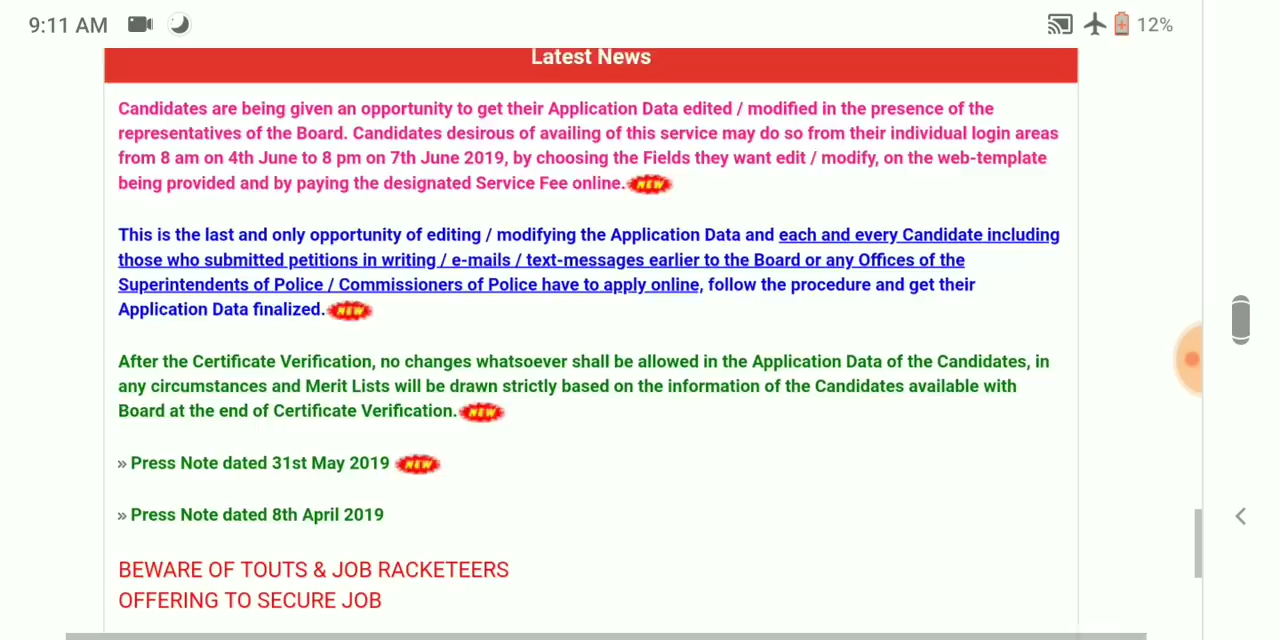 9:11 AM
12%
Latest News
Candidates are being given an opportunity to get their Application Data edited / modified in the presence of the
representatives of the Board. Candidates desirous of availing of this service may do so from their individual login areas
from 8 am on 4th June to 8 pm on 7th June 2019, by choosing the Fields they want edit / modify, on the web-template
being provided and by paying the designated Service Fee online. NEW
This is the last and only opportunity of editing / modifying the Application Data and each and every Candidate including
those who submitted petitions in writing / e-mails / text-messages earlier to the Board or any Offices of the
Superintendents of Police / Commissioners of Police have to apply online, follow the procedure and get their
Application Data finalized. NEW
After the Certificate Verification, no changes whatsoever shall be allowed in the Application Data of the Candidates, in
any circumstances and Merit Lists will be drawn strictly based on the information of the Candidates available with
Board at the end of Certificate Verification. NEW
» Press Note dated 31st May 2019 NEW
» Press Note dated 8th April 2019
BEWARE OF TOUTS & JOB RACKETEERS
OFFERING TO SECURE JOB